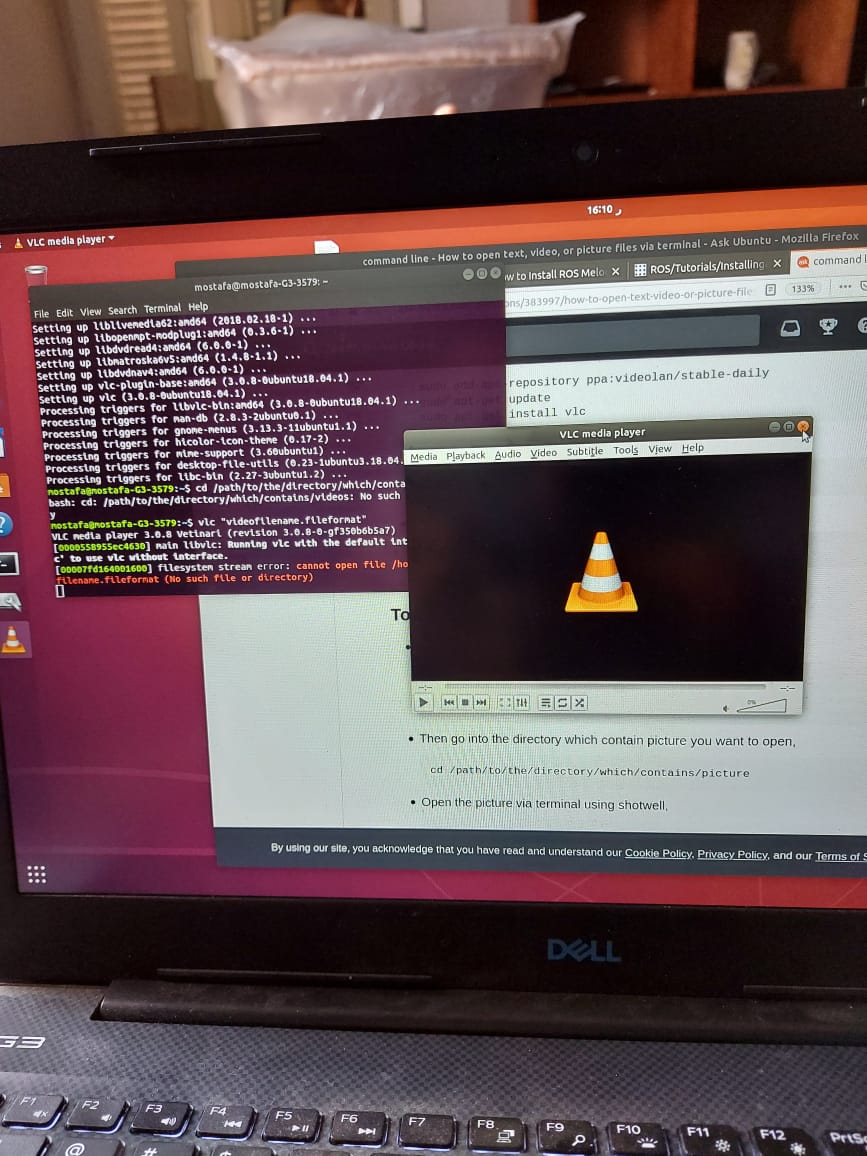 16:10
VLC media player
command line - How to open text, video, or picture files via terminal - Ask Ubuntu - Mozilla Firefox
mostafa@mostafa-G3-3579: ~
w to Install ROS Melo
ROS/Tutorials/Installing
command l
File Edit View Search Terminal Help
ons/383997/how-to-open-text-video-or-picture-file
133%
Setting up liblivemedia62:amd64 (2018.02.18-1) ...
Setting up libopenmpt-modplug1:amd64 (0.3.6-1) ...
Setting up libdvdread4:amd64 (6.0.0-1) ...
Setting up libmatroska6v5:amd64 (1.4.8-1.1) ...
Setting up libdvdnav4:amd64 (6.0.0-1) ...
Setting up vlc-plugin-base:amd64 (3.0.8-0ubuntu18.04.1) ...
Setting up vlc (3.0.8-0ubuntu18.04.1) ...
Processing triggers for libvlc-bin:amd64 (3.0.8-0ubuntu18.04.1) ...
Processing triggers for man-db (2.8.3-2ubuntu0.1) ...
Processing triggers for gnome-menus (3.13.3-11ubuntu1.1) ...
Processing triggers for hicolor-icon-theme (0.17-2) ...
Processing triggers for mime-support (3.60ubuntu1) ...
Processing triggers for desktop-file-utils (0.23-1ubuntu3.18.04.
Processing triggers for libc-bin (2.27-3ubuntu1.2) ...
mostafa@mostafa-G3-3579:~$ cd /path/to/the/directory/which/conta
bash: cd: /path/to/the/directory/which/contains/videos: No such
y
mostafa@mostafa-G3-3579:~$ vlc "videofilename.fileformat"
VLC media player 3.0.8 Vetinari (revision 3.0.8-0-gf350b6b5a7)
[0000558955ec4630] main libvlc: Running vlc with the default int
c' to use vlc without interface.
[00007fd164001600] filesystem stream error: cannot open file /ho
filename.fileformat (No such file or directory)
-repository ppa:videolan/stable-daily
update
install vlc
VLC media player
Media Playback Audio Video Subtitle Tools View Help
0%
To
Then go into the directory which contain picture you want to open,
cd /path/to/the/directory/which/contains/picture
Open the picture via terminal using shotwell,
By using our site, you acknowledge that you have read and understand our Cookie Policy, Privacy Policy, and our Terms of S
DELL
G3
F1 F2 F3 F4 F5 F6 F7 F8 F9 F10 F11 F12 PrtSc
@ #